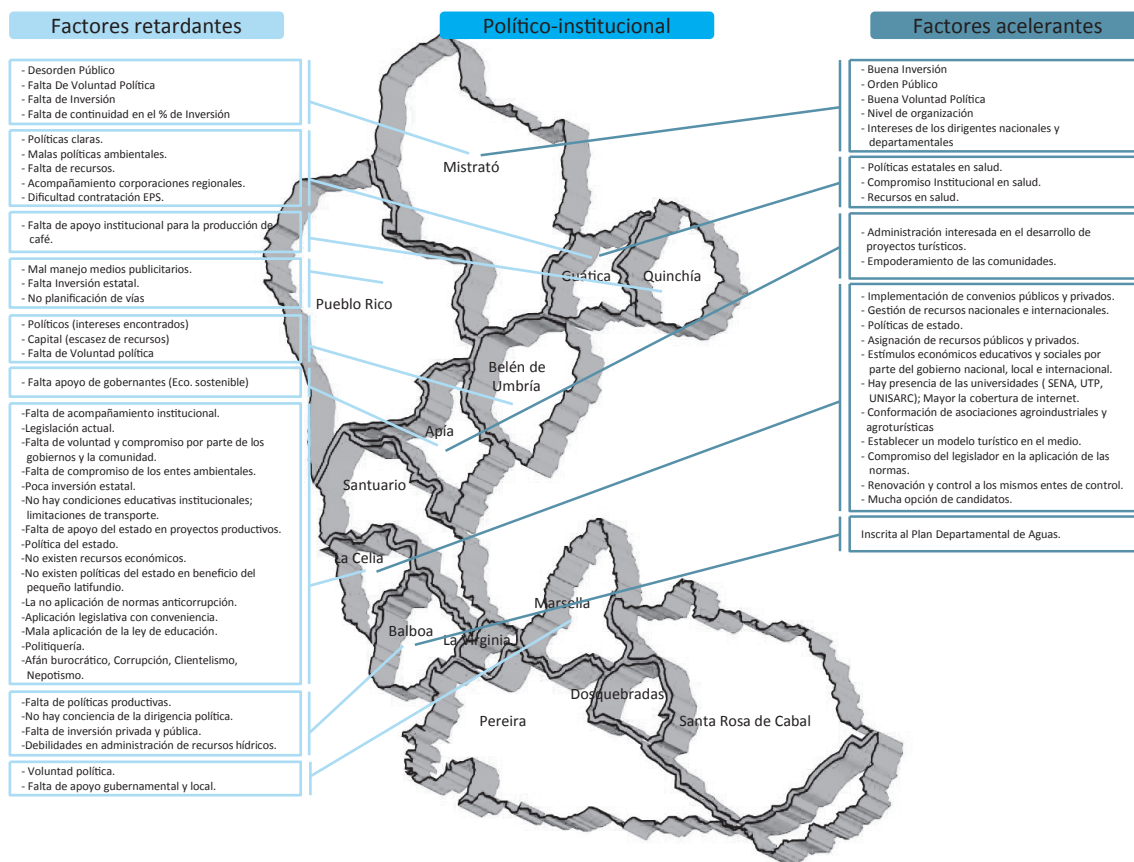 Factores retardantes
Político-institucional
Factores acelerantes
- Desorden Público
- Falta De Voluntad Política
- Falta de Inversión
- Falta de continuidad en el % de Inversión
- Políticas claras.
- Malas políticas ambientales.
- Falta de recursos.
- Acompañamiento corporaciones regionales.
- Dificultad contratación EPS.
- Falta de apoyo institucional para la producción de
café.
- Mal manejo medios publicitarios.
- Falta Inversión estatal.
- No planificación de vías
- Políticos (intereses encontrados)
- Capital (escasez de recursos)
- Falta de Voluntad política
- Falta apoyo de gobernantes (Eco. sostenible)
-Falta de acompañamiento institucional.
-Legislación actual.
-Falta de voluntad y compromiso por parte de los
gobiernos y la comunidad.
-Falta de compromiso de los entes ambientales.
-Poca inversión estatal.
-No hay condiciones educativas institucionales;
limitaciones de transporte.
-Falta de apoyo del estado en proyectos productivos.
-Política del estado.
-No existen recursos económicos.
-No existen políticas del estado en beneficio del
pequeño latifundio.
-La no aplicación de normas anticorrupción.
-Aplicación legislativa con conveniencia.
-Mala aplicación de la ley de educación.
-Politiquería.
-Afán burocrático, Corrupción, Clientelismo,
Nepotismo.
-Falta de políticas productivas.
-No hay conciencia de la dirigencia política.
-Falta de inversión privada y pública.
-Debilidades en administración de recursos hídricos.
- Voluntad política.
- Falta de apoyo gubernamental y local.
Mistrató
Guática
Quinchía
Pueblo Rico
Belén de
Umbría
Apía
Santuario
La Celia
Marsella
Balboa
La Virginia
Dosquebradas
Pereira
Santa Rosa de Cabal
- Buena Inversión
- Orden Público
- Buena Voluntad Política
- Nivel de organización
- Intereses de los dirigentes nacionales y
departamentales
- Políticas estatales en salud.
- Compromiso Institucional en salud.
- Recursos en salud.
- Administración interesada en el desarrollo de
proyectos turísticos.
- Empoderamiento de las comunidades.
- Implementación de convenios públicos y privados.
- Gestión de recursos nacionales e internacionales.
- Políticas de estado.
- Asignación de recursos públicos y privados.
- Estímulos económicos educativos y sociales por
parte del gobierno nacional, local e internacional.
- Hay presencia de las universidades ( SENA, UTP,
UNISARC); Mayor la cobertura de internet.
- Conformación de asociaciones agroindustriales y
agroturísticas
- Establecer un modelo turístico en el medio.
- Compromiso del legislador en la aplicación de las
normas.
- Renovación y control a los mismos entes de control.
- Mucha opción de candidatos.
Inscrita al Plan Departamental de Aguas.